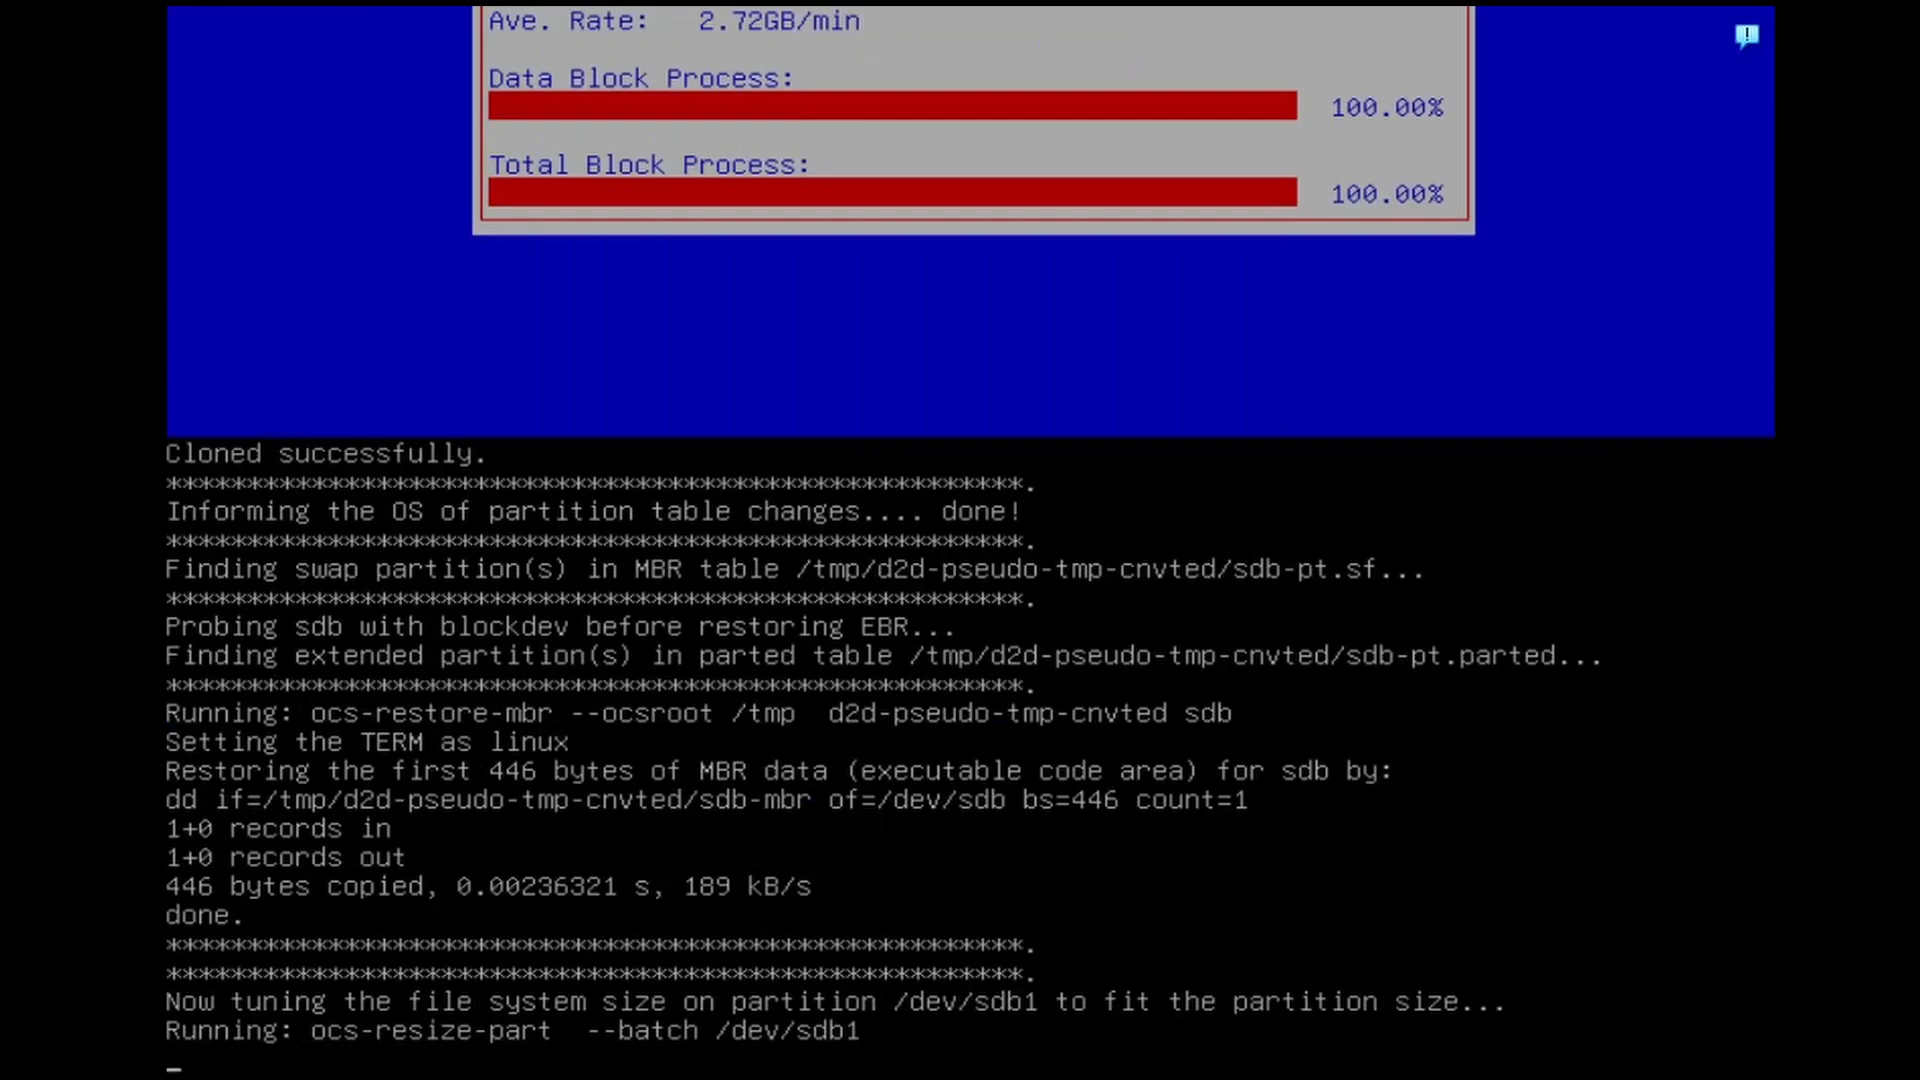 Ave. Rate:   2.72GB/min
Data Block Process:
100.00%
Total Block Process:
100.00%
Cloned successfully.
*****************************************************.
Informing the OS of partition table changes.... done!
*****************************************************.
Finding swap partition(s) in MBR table /tmp/d2d-pseudo-tmp-cnvted/sdb-pt.sf...
*****************************************************.
Probing sdb with blockdev before restoring EBR...
Finding extended partition(s) in parted table /tmp/d2d-pseudo-tmp-cnvted/sdb-pt.parted...
*****************************************************.
Running: ocs-restore-mbr --ocsroot /tmp  d2d-pseudo-tmp-cnvted sdb
Setting the TERM as linux
Restoring the first 446 bytes of MBR data (executable code area) for sdb by:
dd if=/tmp/d2d-pseudo-tmp-cnvted/sdb-mbr of=/dev/sdb bs=446 count=1
1+0 records in
1+0 records out
446 bytes copied, 0.00236321 s, 189 kB/s
done.
*****************************************************.
*****************************************************.
Now tuning the file system size on partition /dev/sdb1 to fit the partition size...
Running: ocs-resize-part  --batch /dev/sdb1